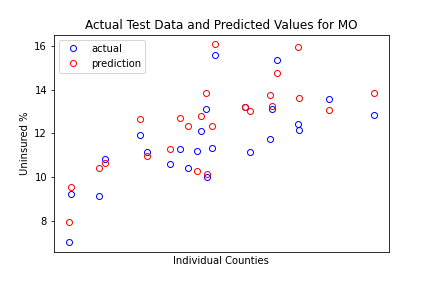 Actual Test Data and Predicted Values for MO
actual
prediction
16
14
12
10
8
Uninsured %
Individual Counties